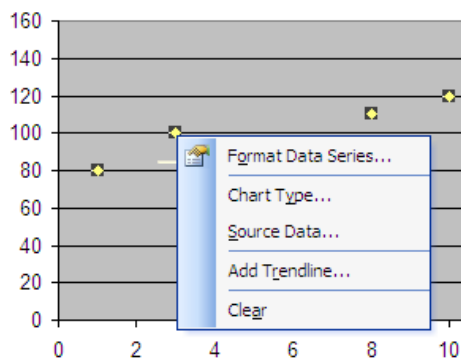 160
140
120
100
80
60
40
20
0
Format Data Series...
Chart Type...
Source Data...
Add Trendline...
Clear
0 2 4 6 8 10